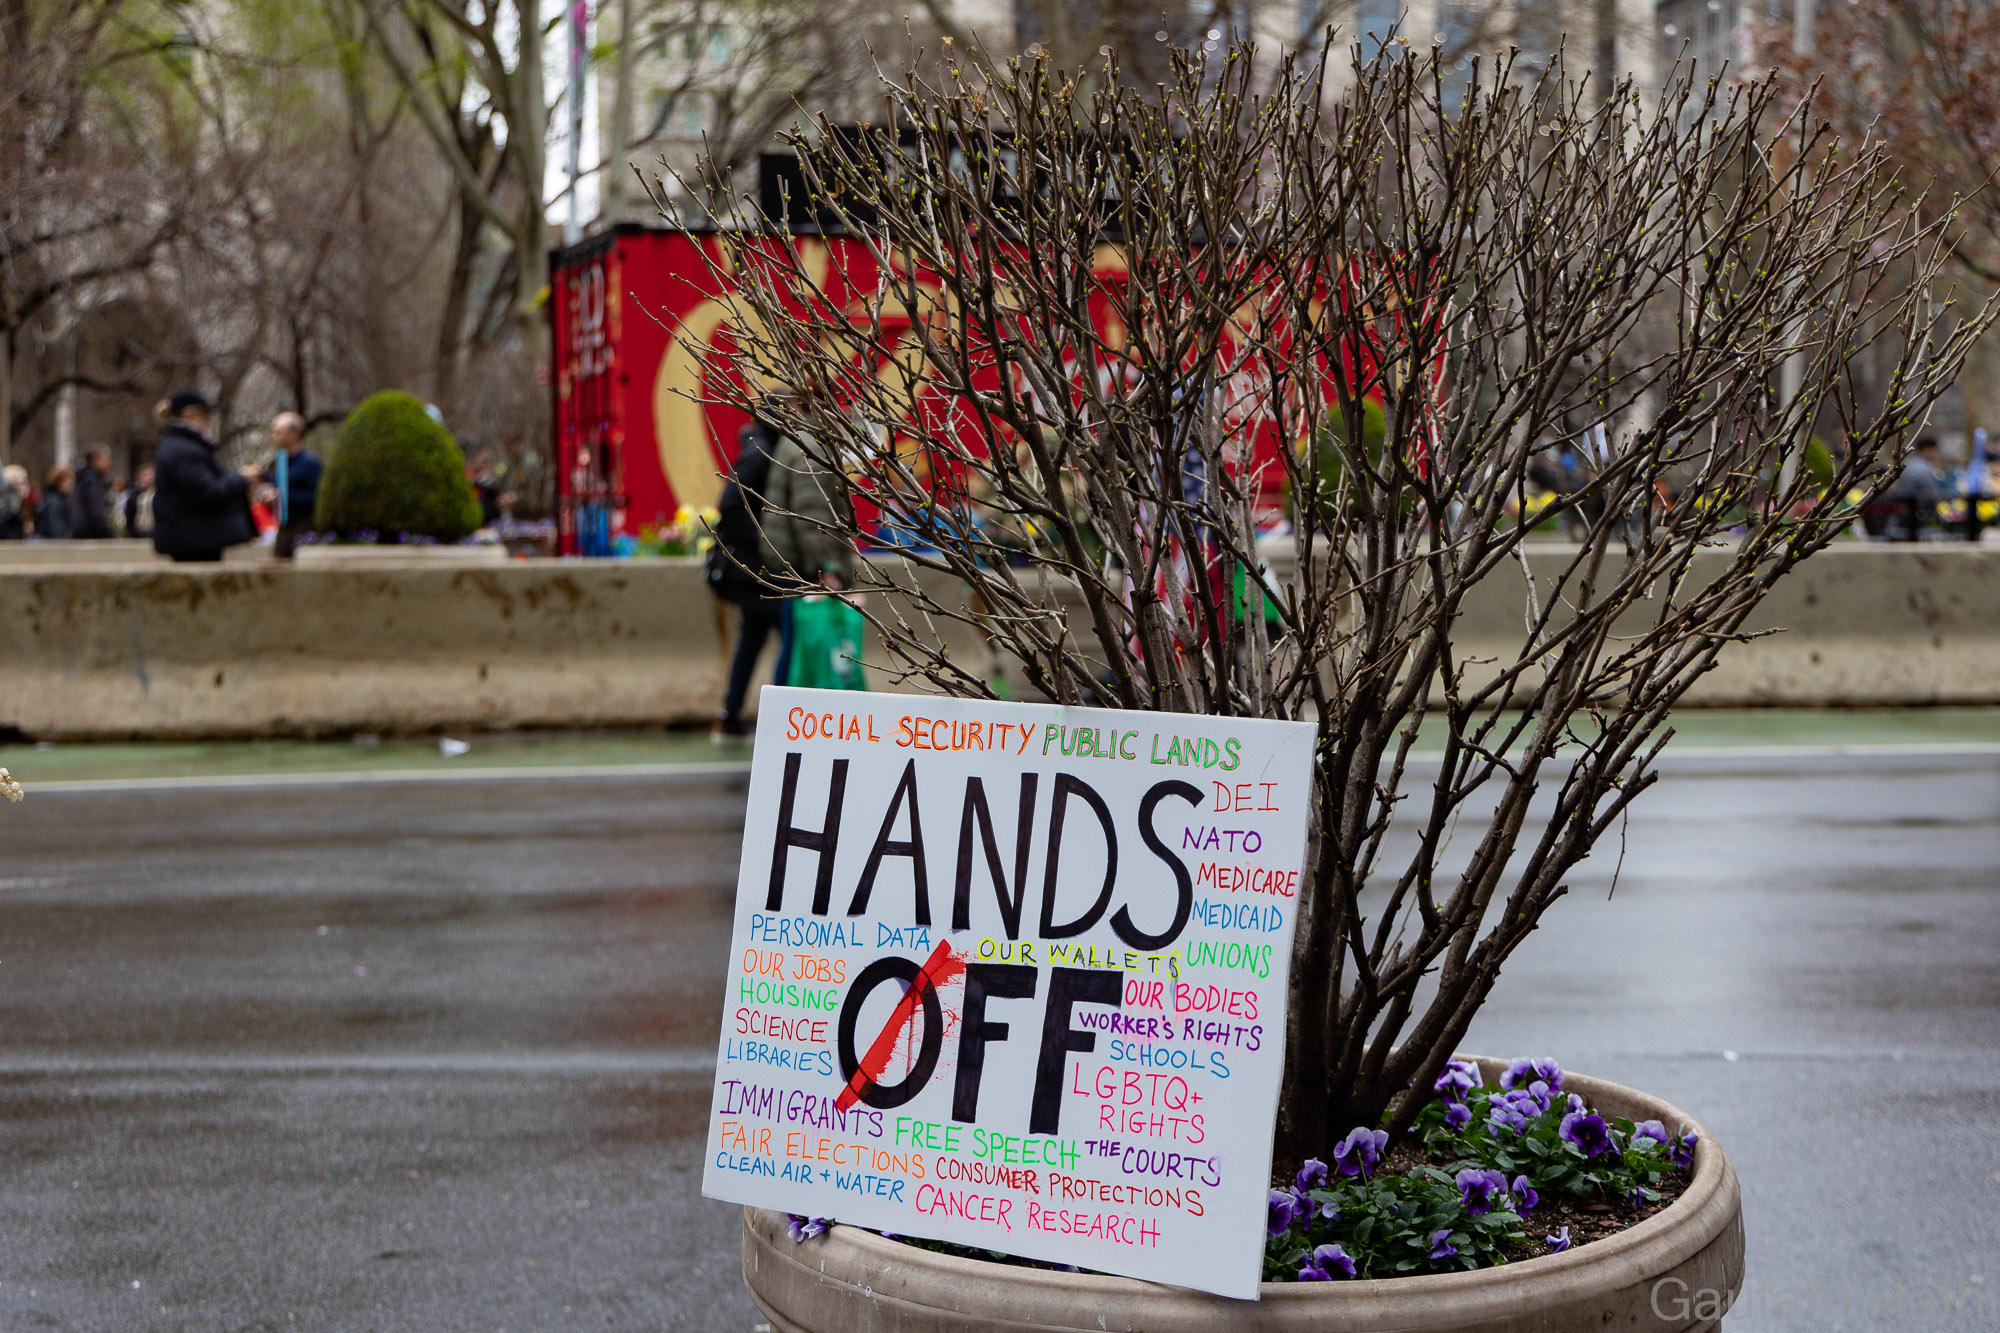 SOCIAL SECURITY PUBLIC LANDS
HANDS
DEI
NATO
MEDICARE
MEDICAID
PERSONAL DATA
OUR WALLETS
UNIONS
OUR JOBS
HOUSING
SCIENCE
LIBRARIES
OFF
OUR BODIES
WORKER'S RIGHTS
SCHOOLS
LGBTQ+
RIGHTS
IMMIGRANTS
FREE SPEECH
THE COURTS
FAIR ELECTIONS
CONSUMER PROTECTIONS
CLEAN AIR + WATER
CANCER RESEARCH